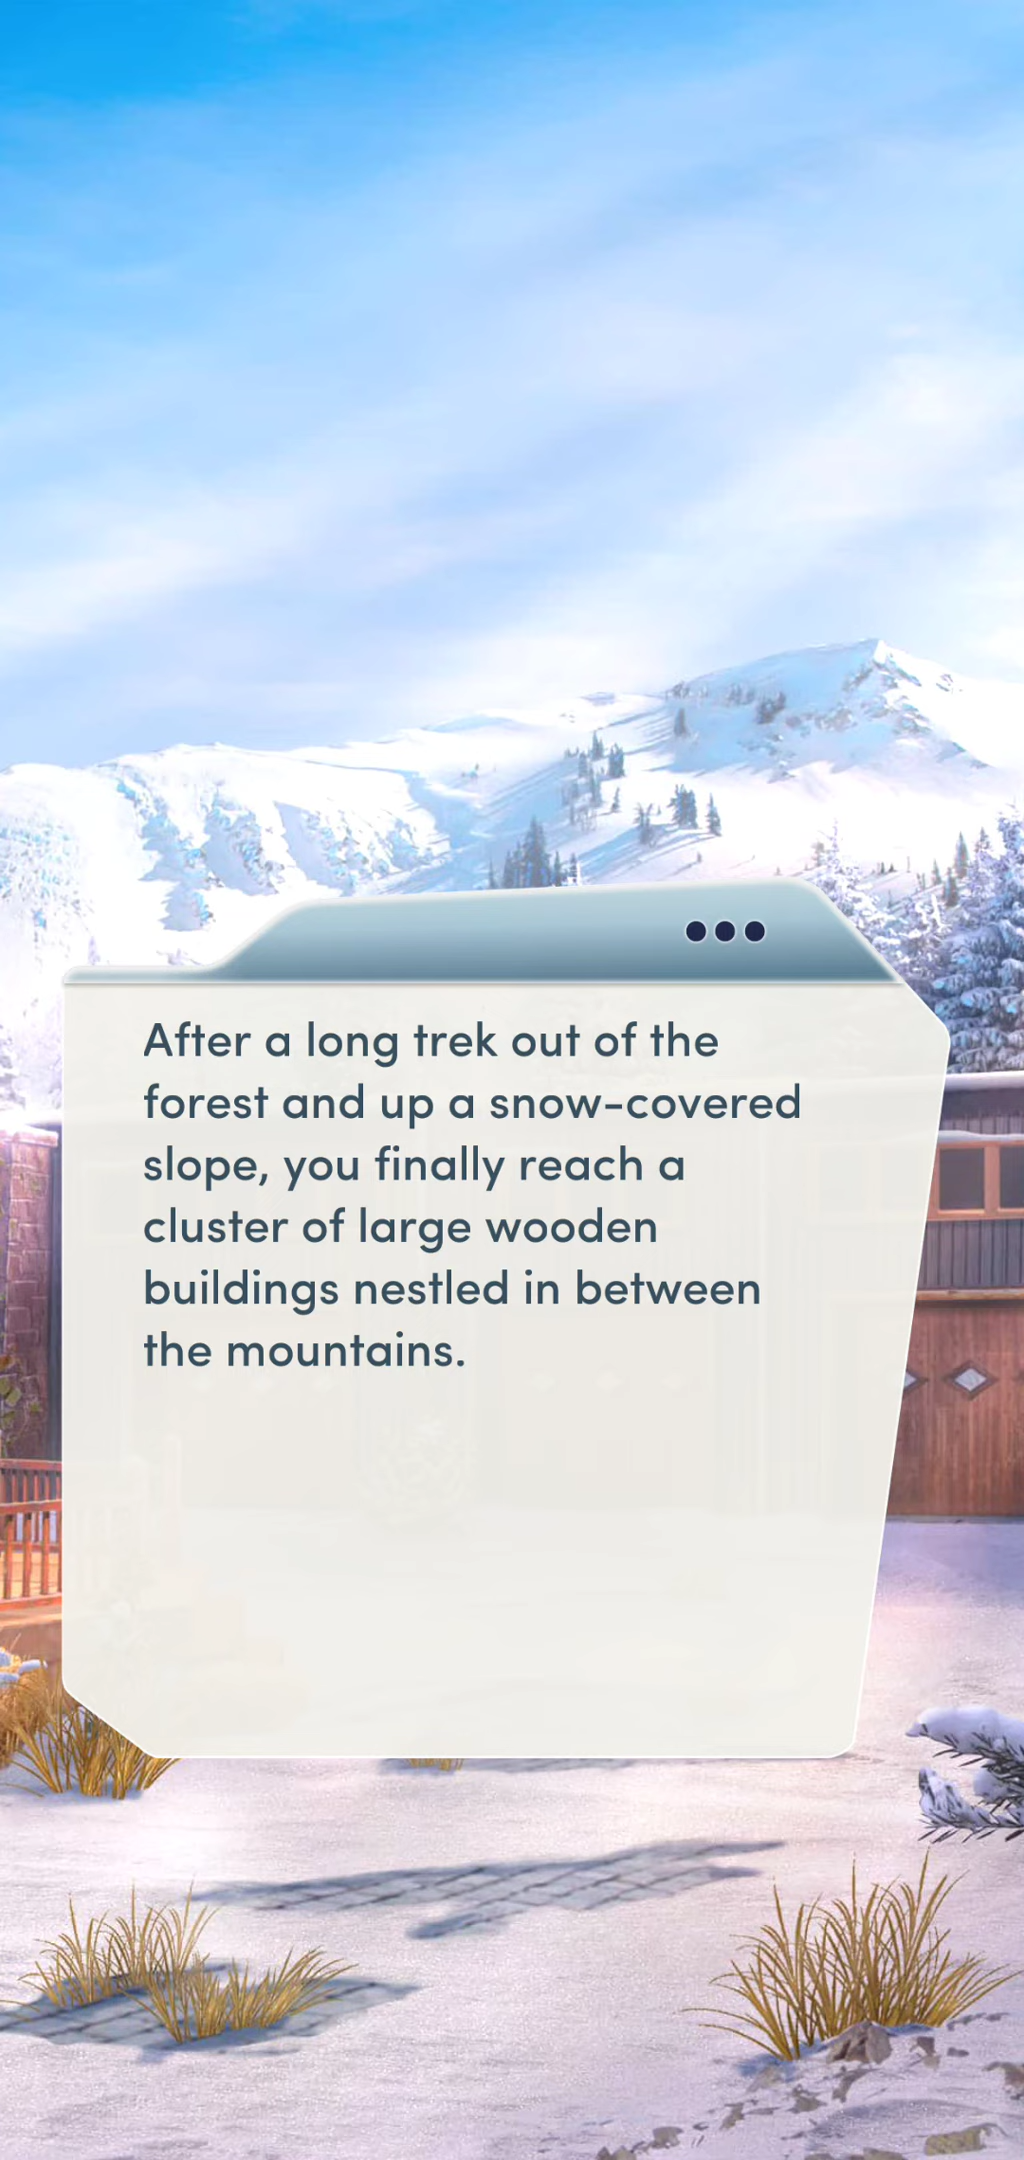 After a long trek out of the
forest and up a snow-covered
slope, you finally reach a
cluster of large wooden
buildings nestled in between
the mountains.